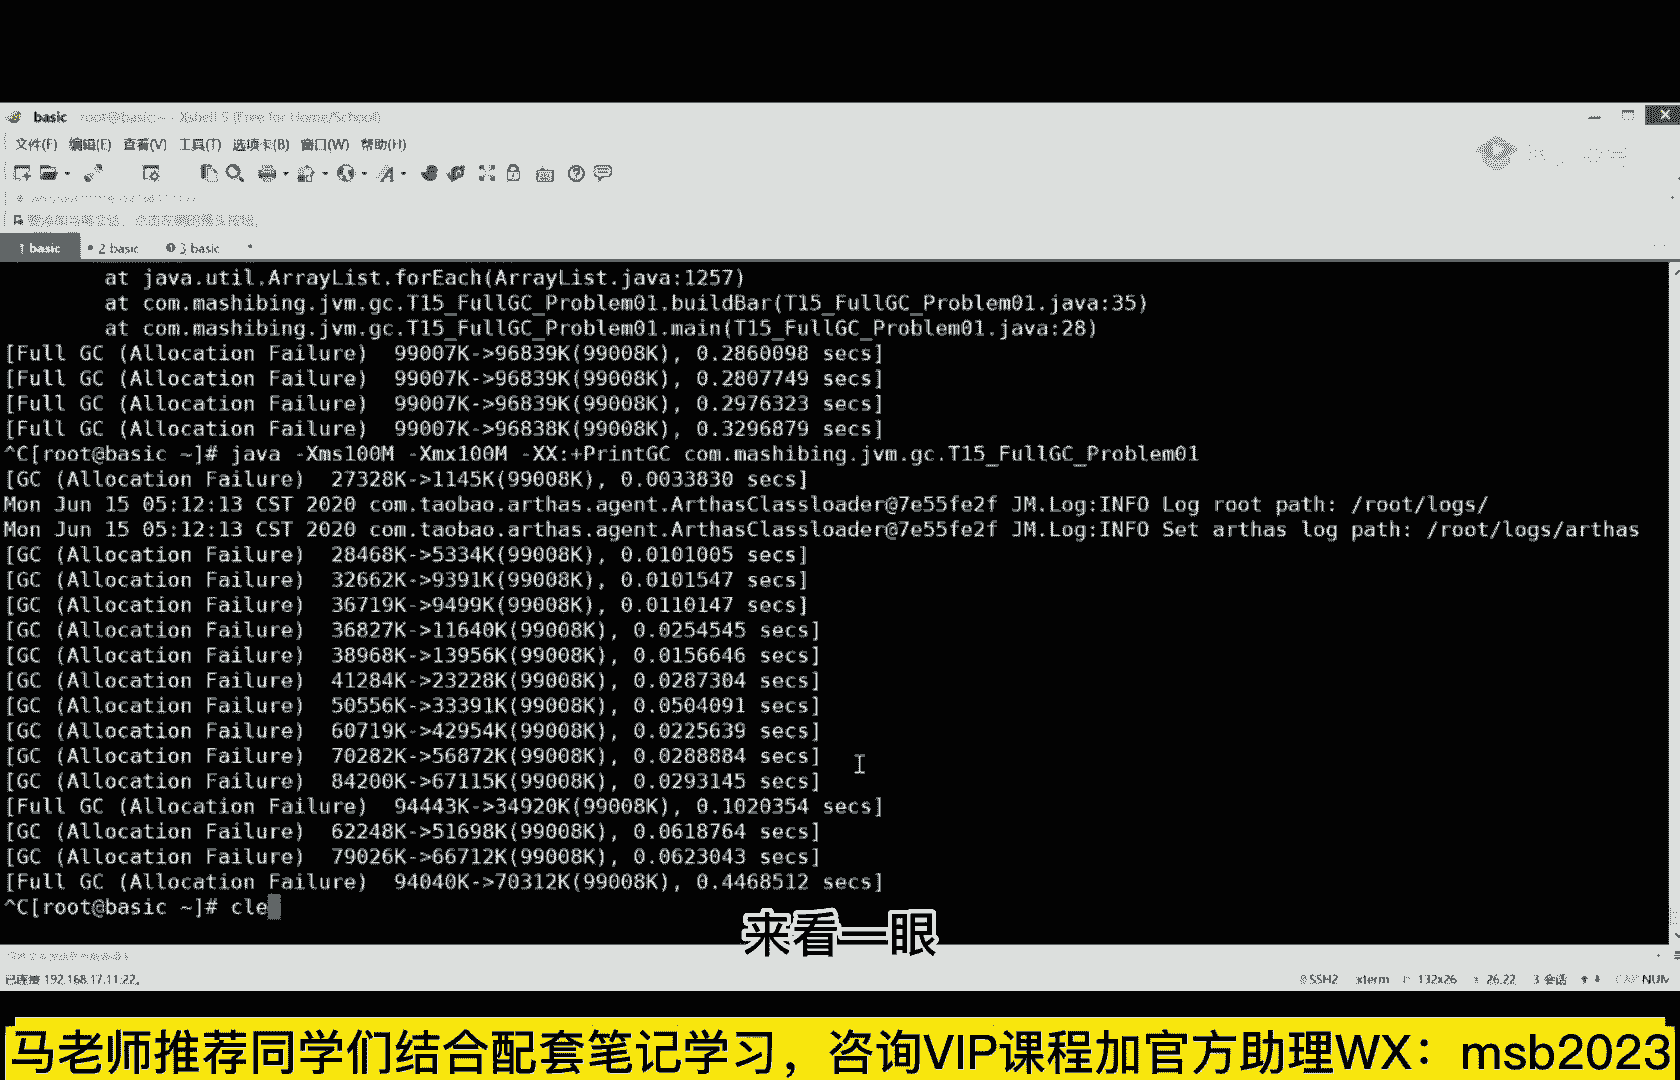 basic root@basic:~ - Xshell 5 (Free for Home/School)
文件(F) 编辑(E) 查看(V) 工具(T) 选项卡(B) 窗口(W) 帮助(H)
1 basic 2 basic 3 basic
at java.util.ArrayList.forEach(ArrayList.java:1257)
at com.mashibing.jvm.gc.T15_FullGC_Problem01.buildBar(T15_FullGC_Problem01.java:35)
at com.mashibing.jvm.gc.T15_FullGC_Problem01.main(T15_FullGC_Problem01.java:28)
[Full GC (Allocation Failure)  99007K->96839K(99008K), 0.2860098 secs]
[Full GC (Allocation Failure)  99007K->96839K(99008K), 0.2807749 secs]
[Full GC (Allocation Failure)  99007K->96839K(99008K), 0.2976323 secs]
[Full GC (Allocation Failure)  99007K->96838K(99008K), 0.3296879 secs]
^C[root@basic ~]# java -Xms100M -Xmx100M -XX:+PrintGC com.mashibing.jvm.gc.T15_FullGC_Problem01
[GC (Allocation Failure)  27328K->1145K(99008K), 0.0033830 secs]
Mon Jun 15 05:12:13 CST 2020 com.taobao.arthas.agent.ArthasClassloader@7e55fe2f JM.Log:INFO Log root path: /root/logs/
Mon Jun 15 05:12:13 CST 2020 com.taobao.arthas.agent.ArthasClassloader@7e55fe2f JM.Log:INFO Set arthas log path: /root/logs/arthas
[GC (Allocation Failure)  28468K->5334K(99008K), 0.0101005 secs]
[GC (Allocation Failure)  32662K->9391K(99008K), 0.0101547 secs]
[GC (Allocation Failure)  36719K->9499K(99008K), 0.0110147 secs]
[GC (Allocation Failure)  36827K->11640K(99008K), 0.0254545 secs]
[GC (Allocation Failure)  38968K->13956K(99008K), 0.0156646 secs]
[GC (Allocation Failure)  41284K->23228K(99008K), 0.0287304 secs]
[GC (Allocation Failure)  50556K->33391K(99008K), 0.0504091 secs]
[GC (Allocation Failure)  60719K->42954K(99008K), 0.0225639 secs]
[GC (Allocation Failure)  70282K->56872K(99008K), 0.0288884 secs]
[GC (Allocation Failure)  84200K->67115K(99008K), 0.0293145 secs]
[Full GC (Allocation Failure)  94443K->34920K(99008K), 0.1020354 secs]
[GC (Allocation Failure)  62248K->51698K(99008K), 0.0618764 secs]
[GC (Allocation Failure)  79026K->66712K(99008K), 0.0623043 secs]
[Full GC (Allocation Failure)  94040K->70312K(99008K), 0.4468512 secs]
^C[root@basic ~]# cle
来看一眼
已连接 192.168.17.11:22。 SSH2 xterm 132x26 26,22 3 会话 CAP NUM
马老师推荐同学们结合配套笔记学习，咨询VIP课程加官方助理WX：msb2023